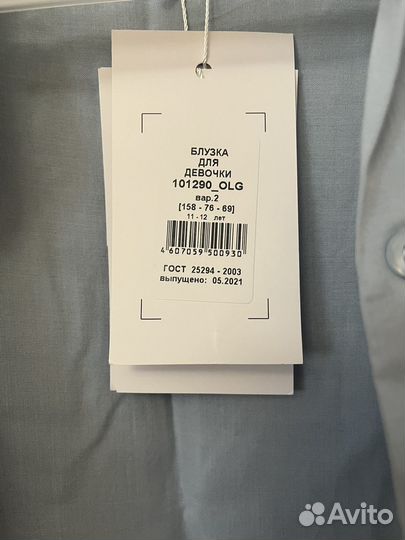 БЛУЗКА
ДЛЯ
ДЕВОЧКИ
101290_OLG
вар.2
[158 - 76 - 69]
11 - 12 лет
4 607059 500930
ГОСТ 25294 - 2003
выпущено: 05.2021
Avito